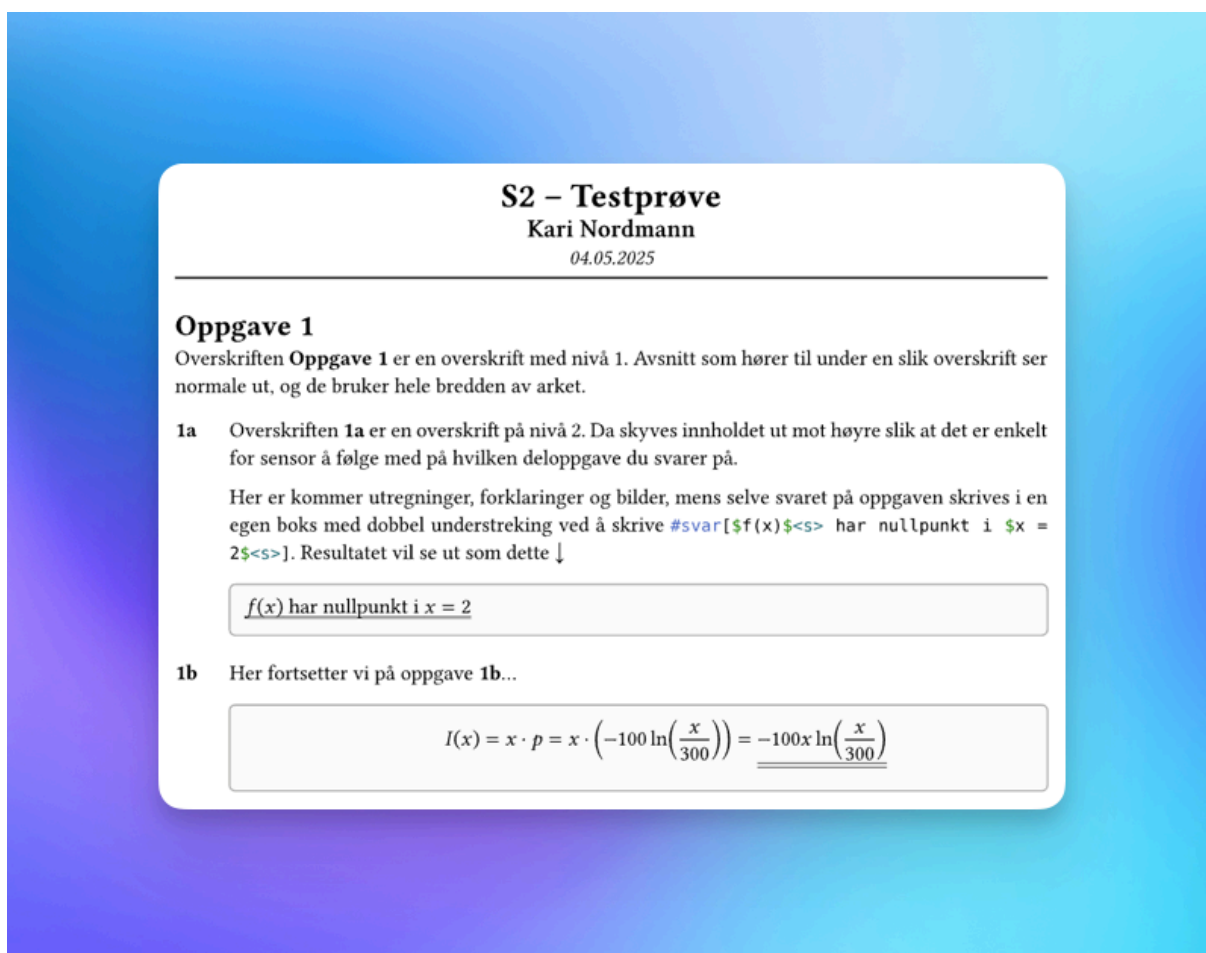 S2 – Testprøve
Kari Nordmann
04.05.2025
Oppgave 1
Overskriften Oppgave 1 er en overskrift med nivå 1. Avsnitt som hører til under en slik overskrift ser
normale ut, og de bruker hele bredden av arket.
1a Overskriften 1a er en overskrift på nivå 2. Da skyves innholdet ut mot høyre slik at det er enkelt
for sensor å følge med på hvilken deloppgave du svarer på.
Her er kommer utregninger, forklaringer og bilder, mens selve svaret på oppgaven skrives i en
egen boks med dobbel understreking ved å skrive #svar[$f(x)$<s> har nullpunkt i $x =
2$<s>]. Resultatet vil se ut som dette ↓
f(x) har nullpunkt i x = 2
1b Her fortsetter vi på oppgave 1b…
I(x) = x · p = x · (−100 ln(x/300)) = −100x ln(x/300)